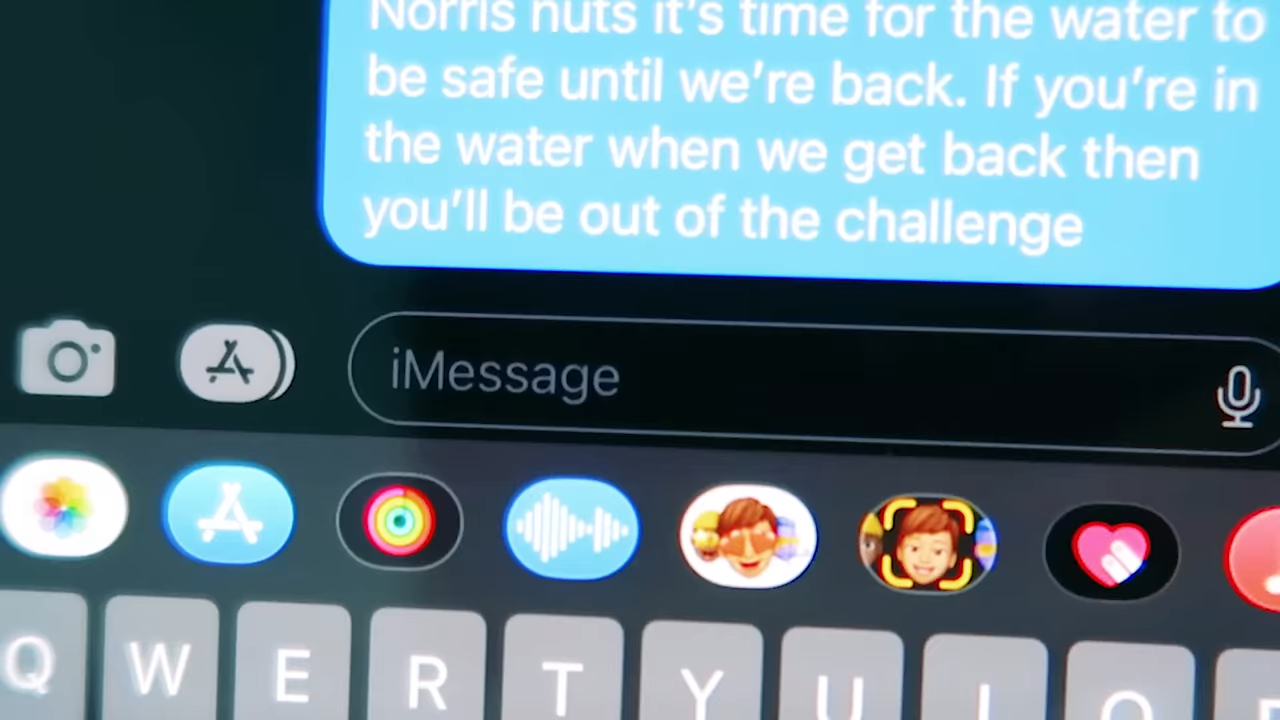 Norris nuts it's time for the water to
be safe until we're back. If you're in
the water when we get back then
you'll be out of the challenge
iMessage
Q W E R T Y U I O